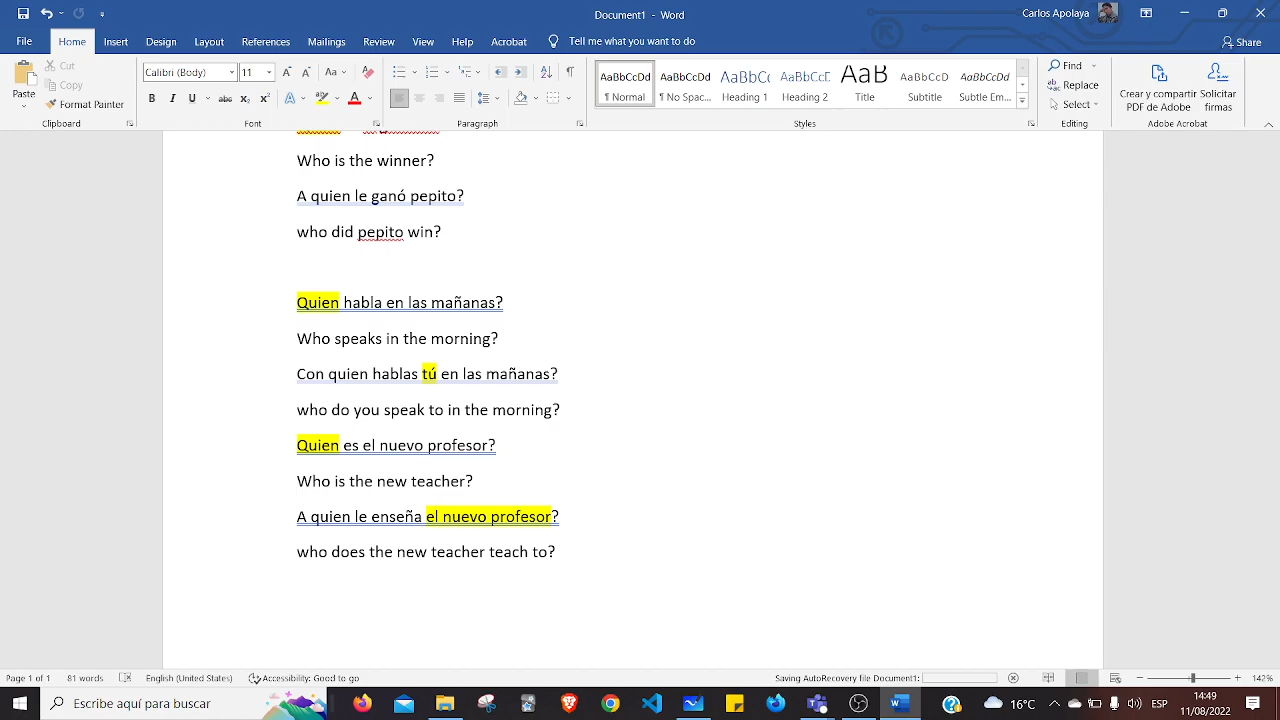 Document1 - Word
Carlos Apolaya
File Home Insert Design Layout References Mailings Review View Help Acrobat Tell me what you want to do
Share
Paste
Cut
Copy
Format Painter
Clipboard
Calibri (Body) 11
Font
Paragraph
AaBbCcDd ¶ Normal
AaBbCcDd ¶ No Spac...
AaBbCc Heading 1
AaBbCcC Heading 2
AaB Title
AaBbCcD Subtitle
AaBbCcDd Subtle Em...
Styles
Find
Replace
Select
Editing
Crear y compartir PDF de Adobe
Solicitar firmas
Adobe Acrobat
Who is the winner?
A quien le ganó pepito?
who did pepito win?
Quien habla en las mañanas?
Who speaks in the morning?
Con quien hablas tú en las mañanas?
who do you speak to in the morning?
Quien es el nuevo profesor?
Who is the new teacher?
A quien le enseña el nuevo profesor?
who does the new teacher teach to?
Page 1 of 1 81 words English (United States) Accessibility: Good to go Saving AutoRecovery file Document1: 142%
Escribe aquí para buscar
16°C
14:49
11/08/2022